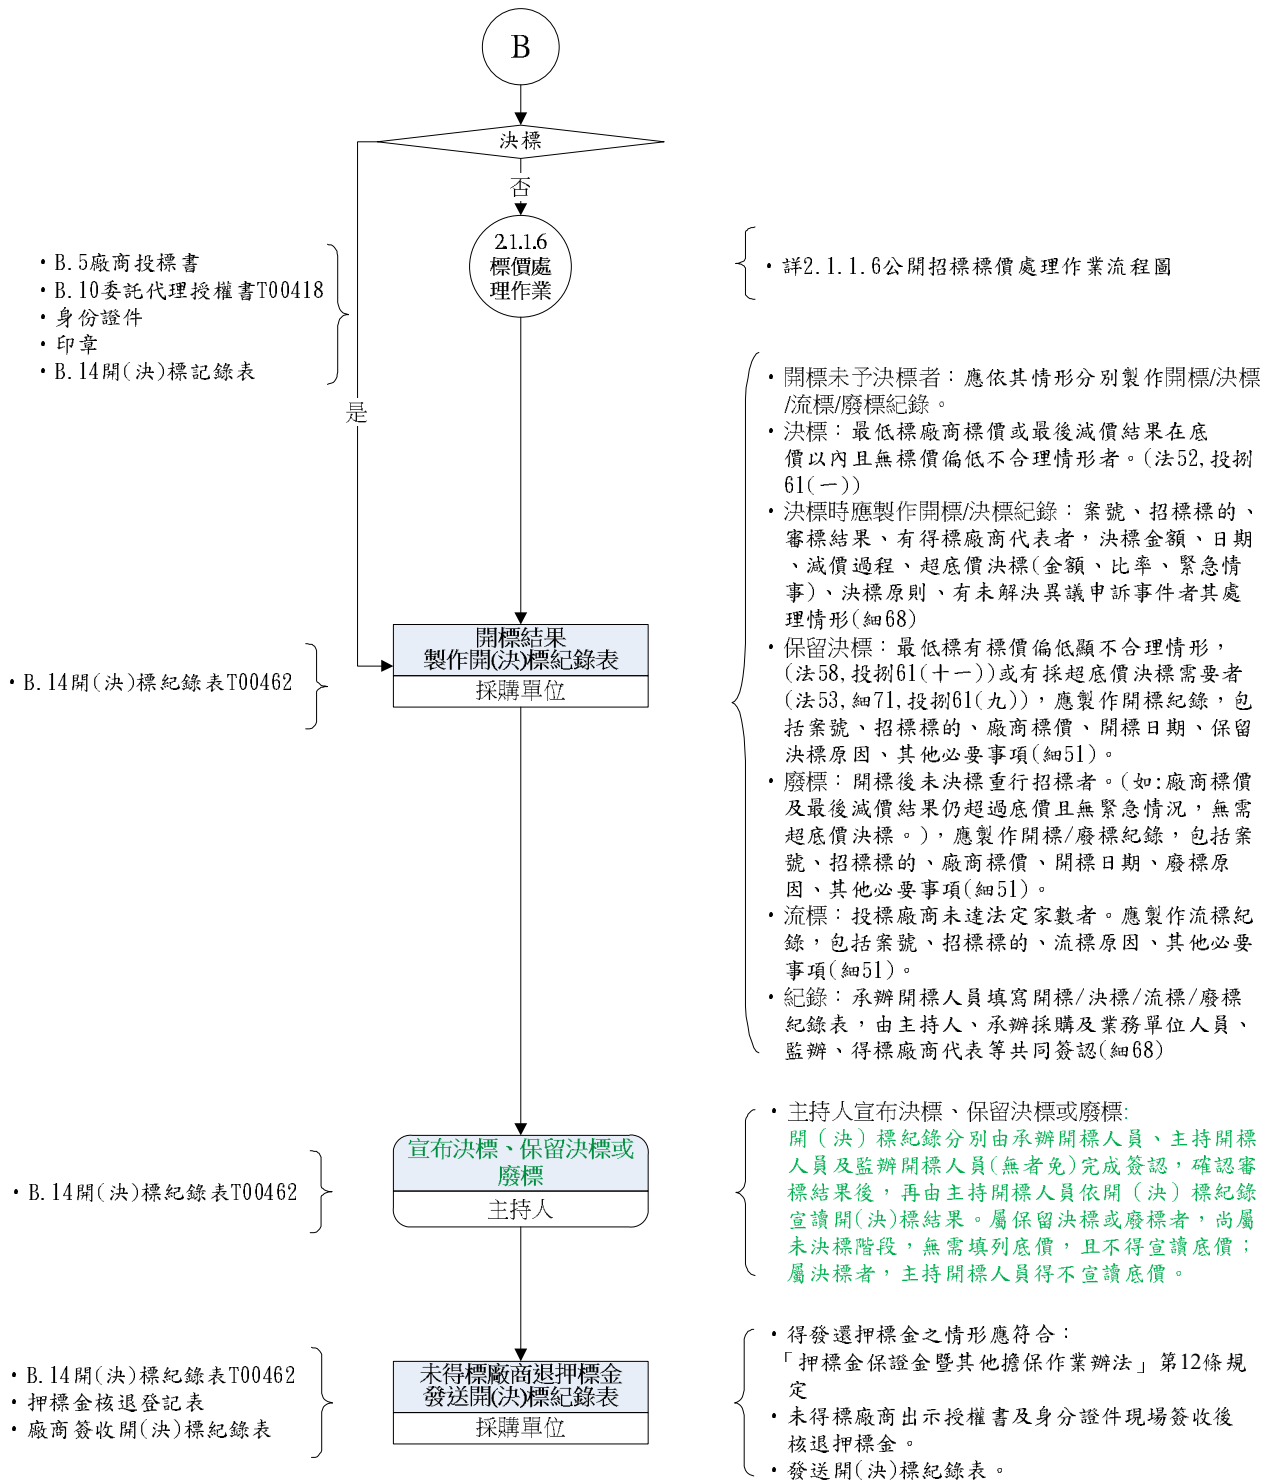 B
決標
否
2.1.1.6
標價處
理作業
是
・B.5廠商投標書
・B.10委託代理授權書T00418
・身份證件
・印章
・B.14開(決)標記錄表
・詳2.1.1.6公開招標標價處理作業流程圖
・開標未予決標者：應依其情形分別製作開標/決標
/流標/廢標紀錄。
・決標：最低標廠商標價或最後減價結果在底
價以內且無標價偏低不合理情形者。(法52,投捌
61(一))
・決標時應製作開標/決標紀錄：案號、招標標的、
審標結果、有得標廠商代表者，決標金額、日期
、減價過程、超底價決標(金額、比率、緊急情
事)、決標原則、有未解決異議申訴事件者其處
理情形(細68)
・保留決標：最低標有標價偏低顯不合理情形，
(法58,投捌61(十一))或有採超底價決標需要者
(法53,細71,投捌61(九))，應製作開標紀錄，包
括案號、招標標的、廠商標價、開標日期、保留
決標原因、其他必要事項(細51)。
・廢標：開標後未決標重行招標者。(如:廠商標價
及最後減價結果仍超過底價且無緊急情況，無需
超底價決標。)，應製作開標/廢標紀錄，包括案
號、招標標的、廠商標價、開標日期、廢標原
因、其他必要事項(細51)。
・流標：投標廠商未達法定家數者。應製作流標紀
錄，包括案號、招標標的、流標原因、其他必要
事項(細51)。
・紀錄：承辦開標人員填寫開標/決標/流標/廢標
紀錄表，由主持人、承辦採購及業務單位人員、
監辦、得標廠商代表等共同簽認(細68)
開標結果
製作開(決)標紀錄表
採購單位
・B.14開(決)標紀錄表T00462
宣布決標、保留決標或
廢標
主持人
・B.14開(決)標紀錄表T00462
・主持人宣布決標、保留決標或廢標:
開（決）標紀錄分別由承辦開標人員、主持開標
人員及監辦開標人員(無者免)完成簽認，確認審
標結果後，再由主持開標人員依開（決）標紀錄
宣讀開(決)標結果。屬保留決標或廢標者，尚屬
未決標階段，無需填列底價，且不得宣讀底價；
屬決標者，主持開標人員得不宣讀底價。
未得標廠商退押標金
發送開(決)標紀錄表
採購單位
・B.14開(決)標紀錄表T00462
・押標金核退登記表
・廠商簽收開(決)標紀錄表
・得發還押標金之情形應符合：
「押標金保證金暨其他擔保作業辦法」第12條規
定
・未得標廠商出示授權書及身分證件現場簽收後
核退押標金。
・發送開(決)標紀錄表。